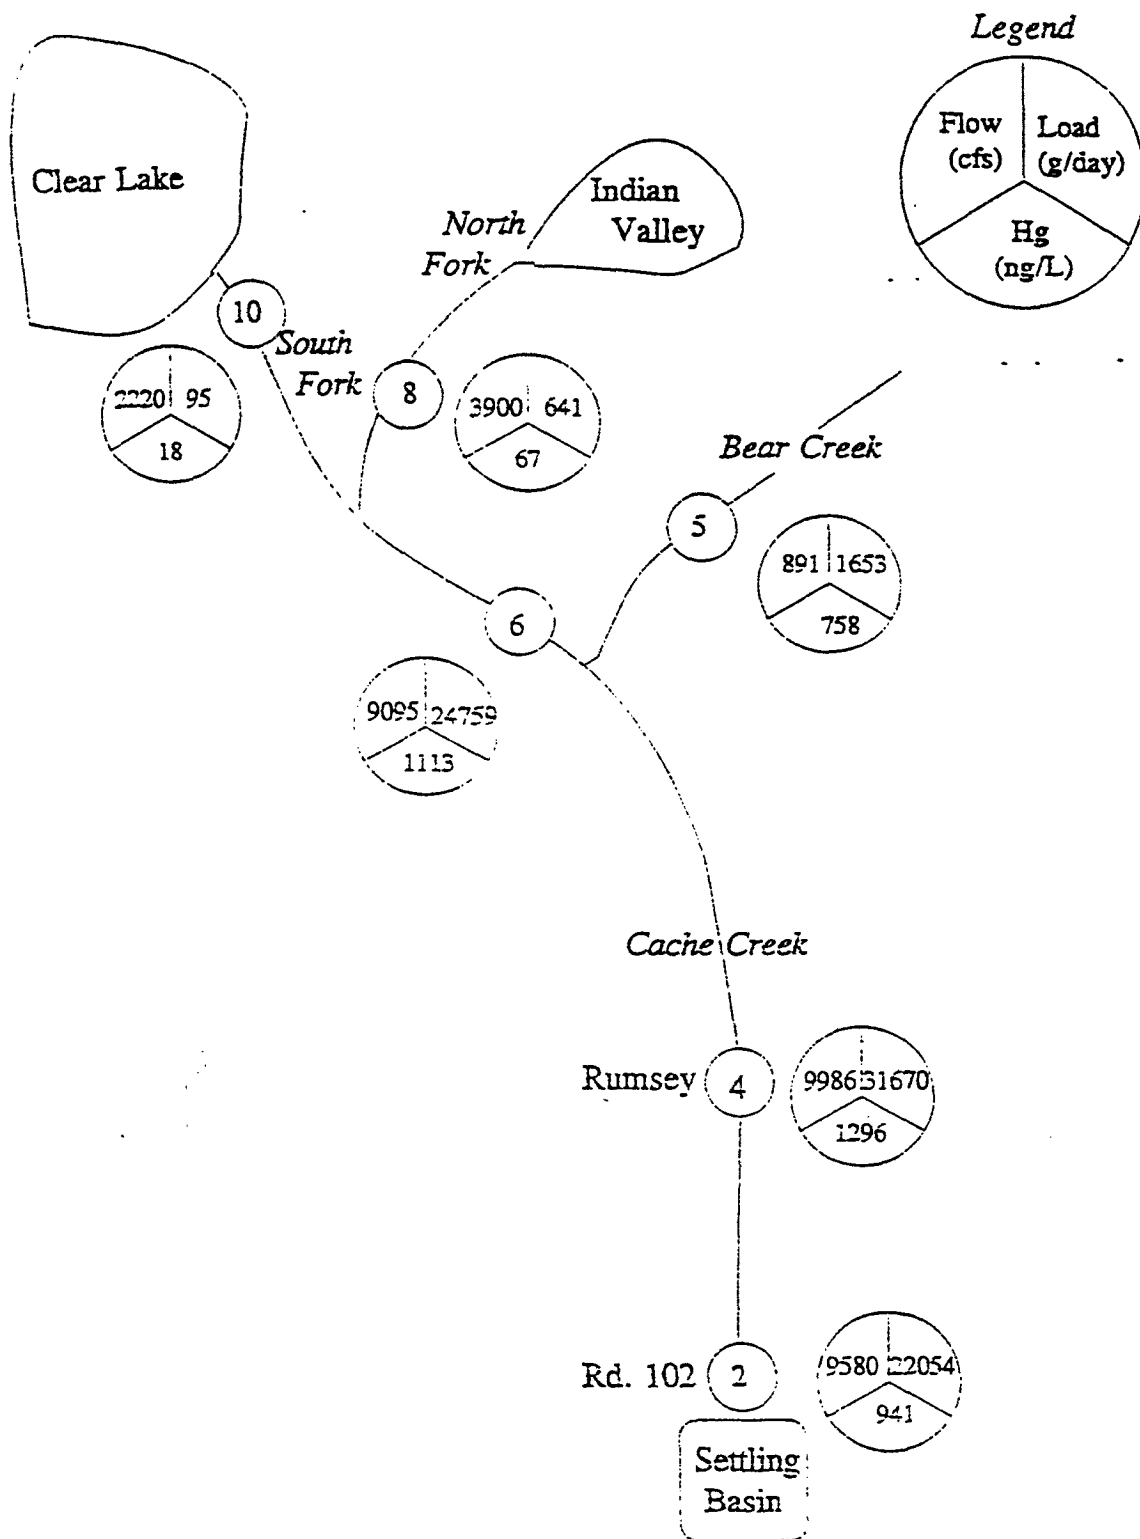 Legend
Flow
(cfs)
Load
(g/day)
Hg
(ng/L)
Clear Lake
Indian
Valley
North
Fork
10
South
Fork
8
2220 95
18
3900 641
67
Bear Creek
5
891 1653
758
6
9095 24759
1113
Cache Creek
Rumsey
4
9986 31670
1296
Rd. 102
2
9580 22054
941
Settling
Basin